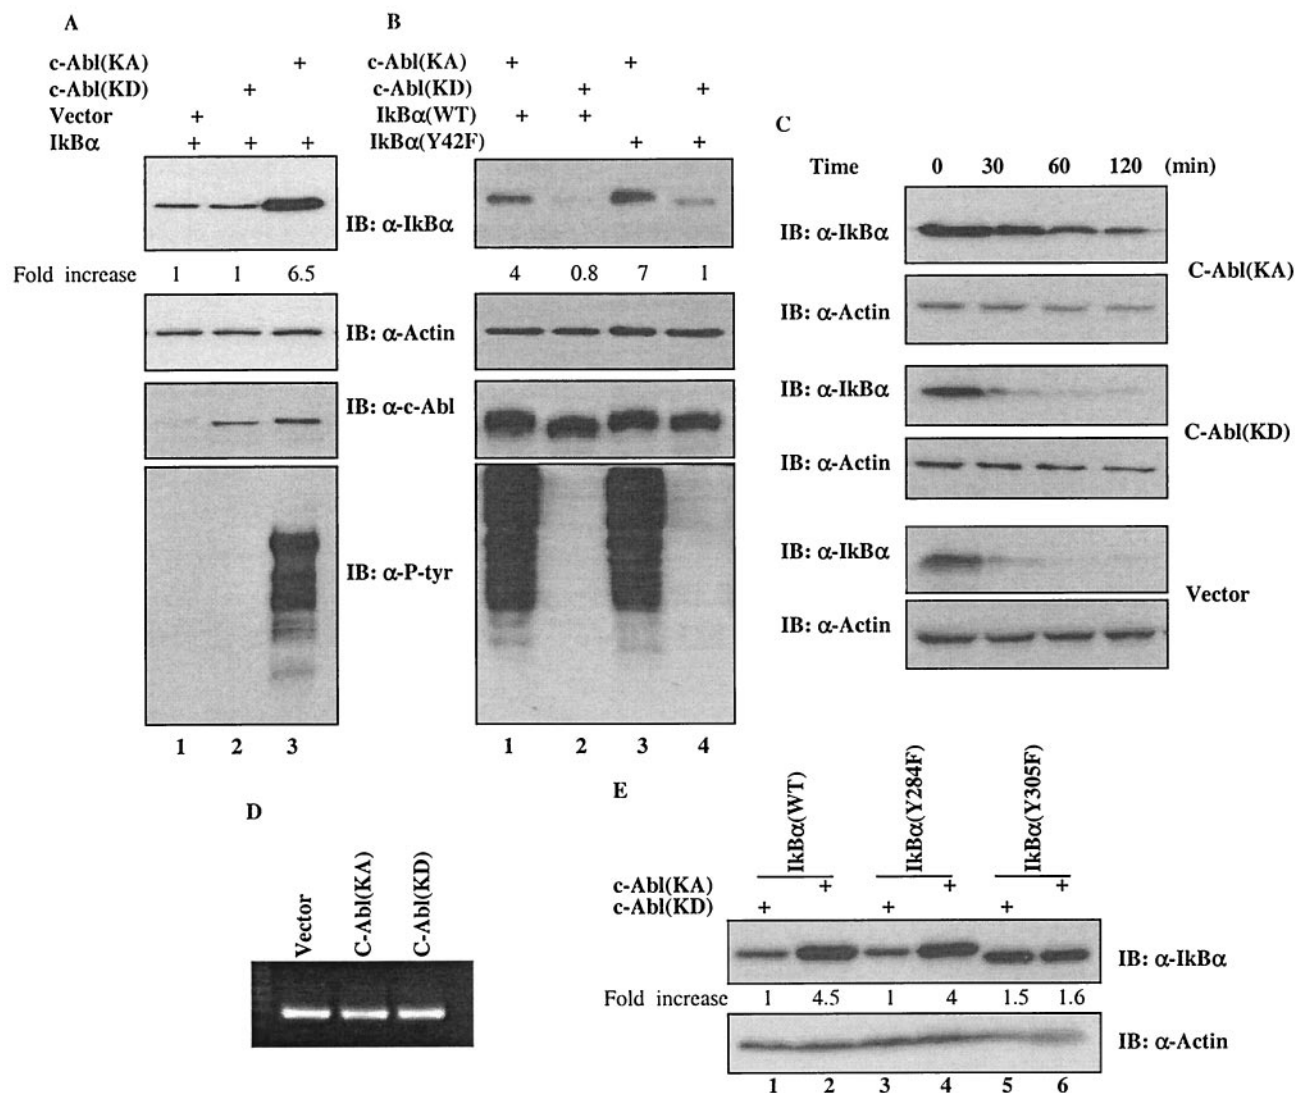 A
c-Abl(KA) +
c-Abl(KD) +
Vector +
IkBα + + +
IB: α-IkBα
Fold increase 1 1 6.5
IB: α-Actin
IB: α-c-Abl
IB: α-P-tyr
1 2 3
B
c-Abl(KA) + +
c-Abl(KD) + +
IkBα(WT) + +
IkBα(Y42F) + +
4 0.8 7 1
1 2 3 4
C
Time 0 30 60 120 (min)
IB: α-IkBα
C-Abl(KA)
IB: α-Actin
IB: α-IkBα
C-Abl(KD)
IB: α-Actin
IB: α-IkBα
Vector
IB: α-Actin
D
Vector
C-Abl(KA)
C-Abl(KD)
E
IkBα(WT)
IkBα(Y284F)
IkBα(Y305F)
c-Abl(KA) + + +
c-Abl(KD) + + +
IB: α-IkBα
Fold increase 1 4.5 1 4 1.5 1.6
IB: α-Actin
1 2 3 4 5 6